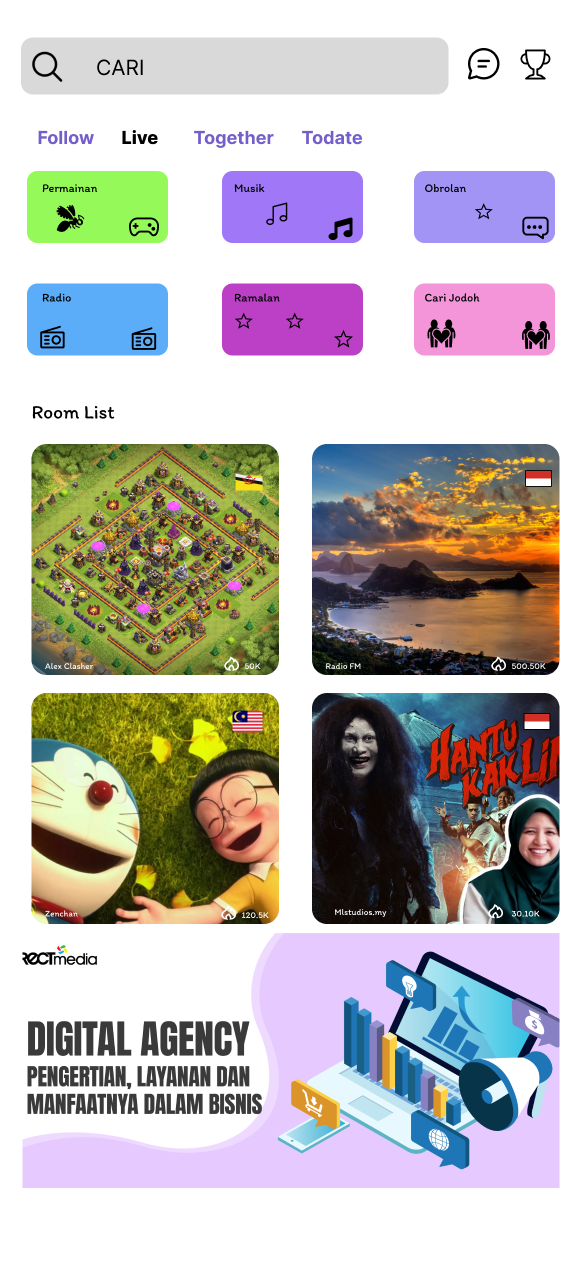 CARI
Follow Live Together Todate
Permainan Musik Obrolan
Radio Ramalan Cari Jodoh
Room List
Alex Clasher 50K
Radio FM 500.50K
HANTU
KAK
Zenchan 120.5K
Mlstudios.my 30.10K
RECTmedia
DIGITAL AGENCY
PENGERTIAN, LAYANAN DAN
MANFAATNYA DALAM BISNIS